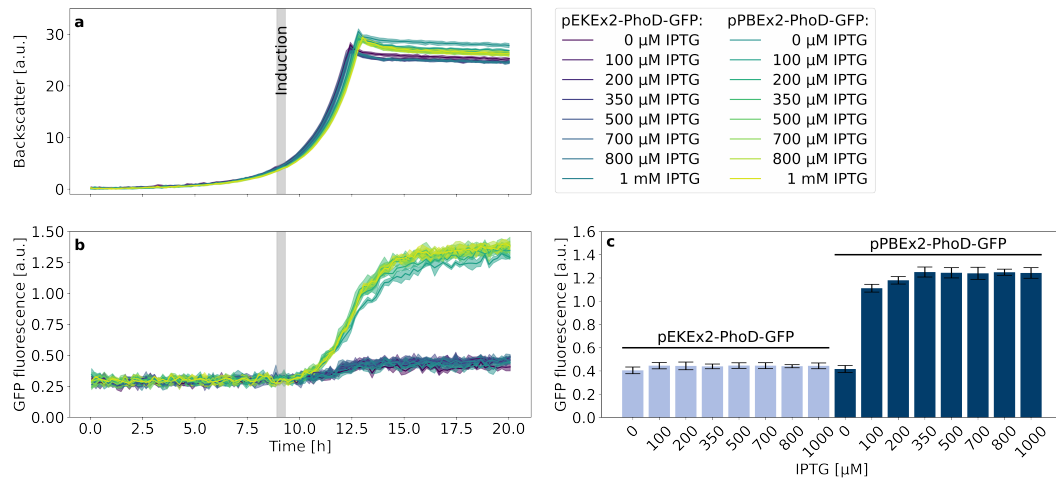 a
Backscatter [a.u.]
30
20
10
0
Induction
pEKEx2-PhoD-GFP: pPBEx2-PhoD-GFP:
0 µM IPTG 0 µM IPTG
100 µM IPTG 100 µM IPTG
200 µM IPTG 200 µM IPTG
350 µM IPTG 350 µM IPTG
500 µM IPTG 500 µM IPTG
700 µM IPTG 700 µM IPTG
800 µM IPTG 800 µM IPTG
1 mM IPTG 1 mM IPTG
b
GFP fluorescence [a.u.]
1.50
1.25
1.00
0.75
0.50
0.25
0.00
0.0 2.5 5.0 7.5 10.0 12.5 15.0 17.5 20.0
Time [h]
c
GFP fluorescence [a.u.]
1.6
1.4
1.2
1.0
0.8
0.6
0.4
0.2
0.0
pPBEx2-PhoD-GFP
pEKEx2-PhoD-GFP
0 100 200 350 500 700 800 1000 0 100 200 350 500 700 800 1000
IPTG [µM]